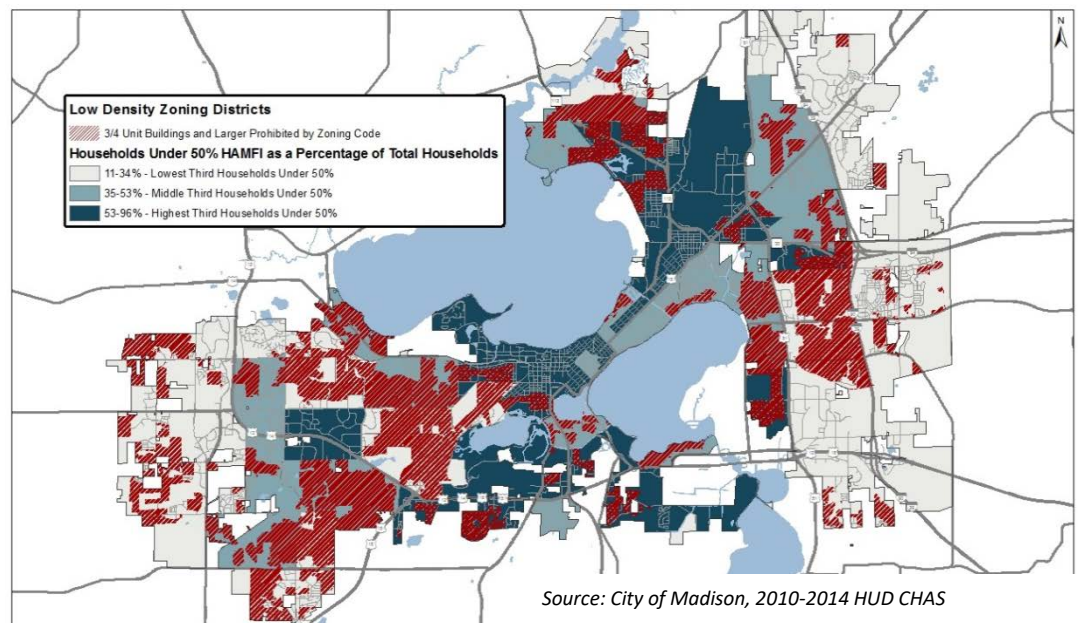 N
Low Density Zoning Districts
3/4 Unit Buildings and Larger Prohibited by Zoning Code
Households Under 50% HAMFI as a Percentage of Total Households
11-34% - Lowest Third Households Under 50%
35-53% - Middle Third Households Under 50%
53-96% - Highest Third Households Under 50%
Source: City of Madison, 2010-2014 HUD CHAS